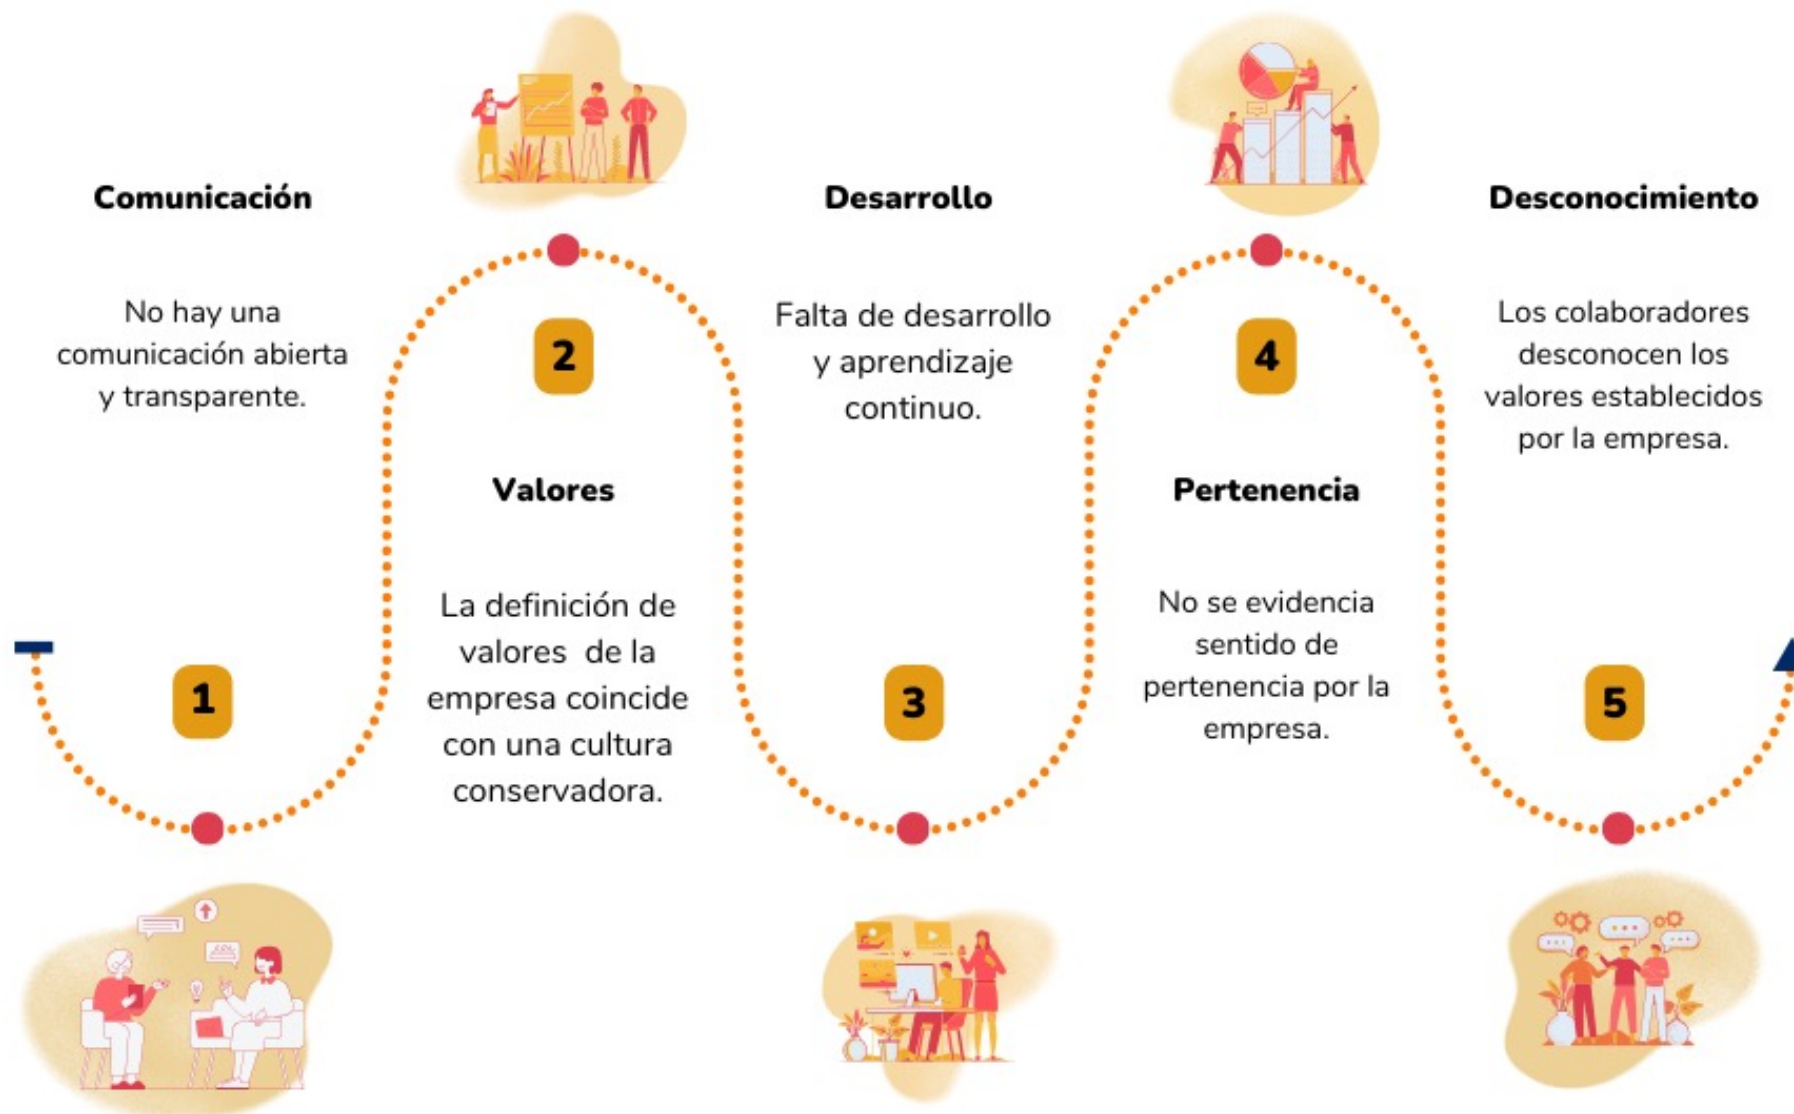 Comunicación
No hay una
comunicación abierta
y transparente.
1
2
Valores
La definición de
valores de la
empresa coincide
con una cultura
conservadora.
Desarrollo
Falta de desarrollo
y aprendizaje
continuo.
3
4
Pertenencia
No se evidencia
sentido de
pertenencia por la
empresa.
Desconocimiento
Los colaboradores
desconocen los
valores establecidos
por la empresa.
5